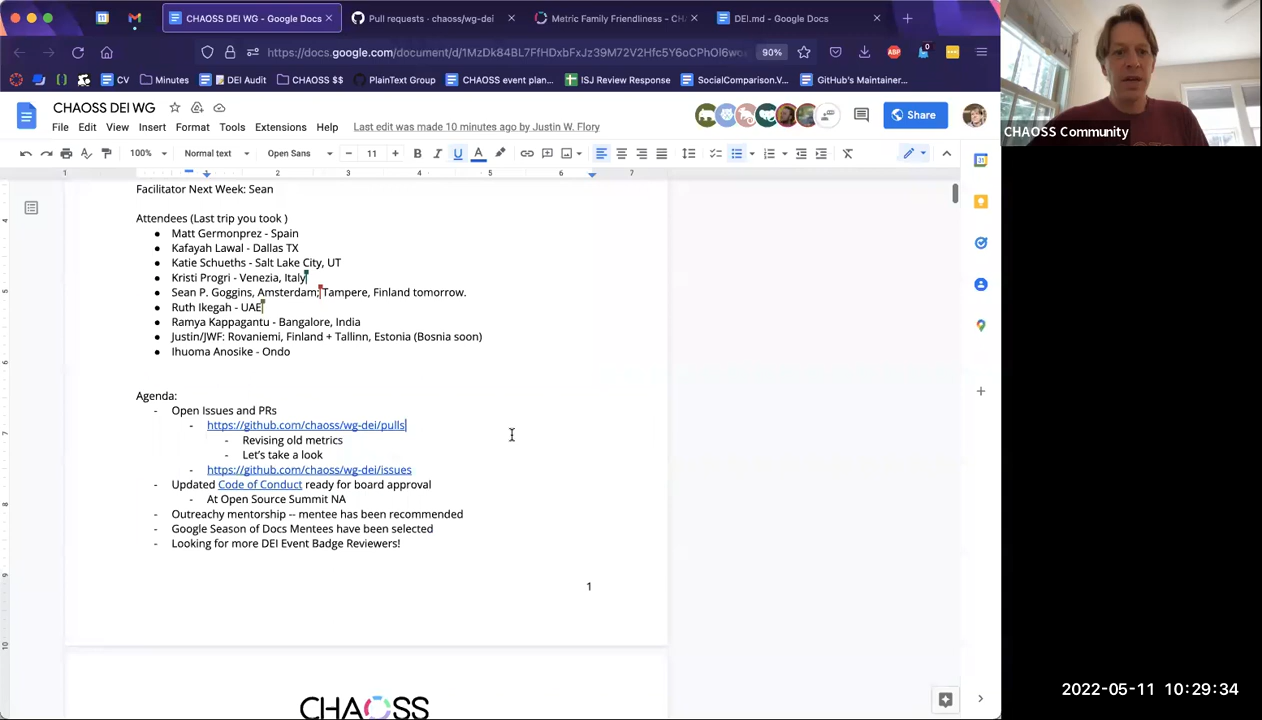 CHAOSS DEI WG - Google Docs
Pull requests · chaoss/wg-dei
Metric Family Friendliness - CHA
DEI.md - Google Docs
https://docs.google.com/document/d/1MzDk84BL7FfHDxbFxJz39M72V2Hfc5Y6oCPhOl6wo
90%
CV
Minutes
DEI Audit
CHAOSS $$
PlainText Group
CHAOSS event plan...
ISJ Review Response
SocialComparison.V...
GitHub's Maintainer...
CHAOSS DEI WG
File Edit View Insert Format Tools Extensions Help
Last edit was made 10 minutes ago by Justin W. Flory
Share
100% Normal text Open Sans 11
Facilitator Next Week: Sean
Attendees (Last trip you took )
Matt Germonprez - Spain
Kafayah Lawal - Dallas TX
Katie Schueths - Salt Lake City, UT
Kristi Progri - Venezia, Italy
Sean P. Goggins, Amsterdam; Tampere, Finland tomorrow.
Ruth Ikegah - UAE
Ramya Kappagantu - Bangalore, India
Justin/JWF: Rovaniemi, Finland + Tallinn, Estonia (Bosnia soon)
Ihuoma Anosike - Ondo
Agenda:
- Open Issues and PRs
- https://github.com/chaoss/wg-dei/pulls
- Revising old metrics
- Let's take a look
- https://github.com/chaoss/wg-dei/issues
- Updated Code of Conduct ready for board approval
- At Open Source Summit NA
- Outreachy mentorship -- mentee has been recommended
- Google Season of Docs Mentees have been selected
- Looking for more DEI Event Badge Reviewers!
1
CHAOSS
CHAOSS Community
2022-05-11 10:29:34